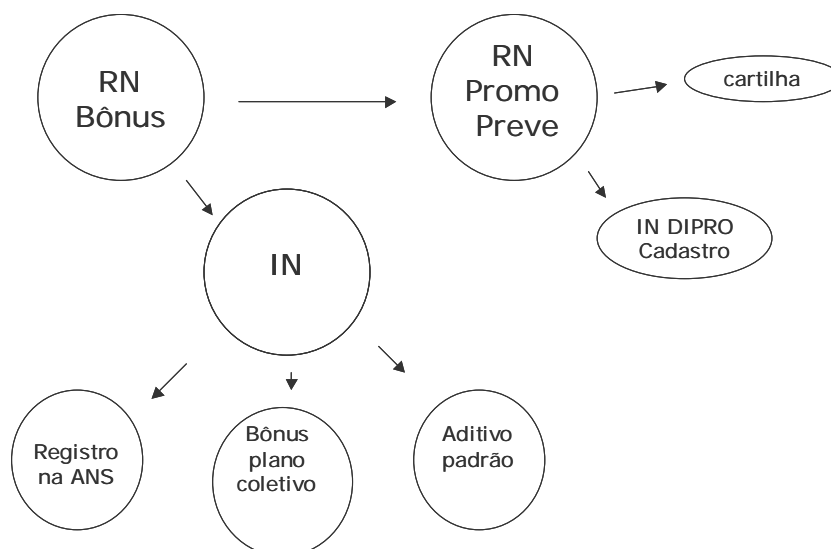 RN
Bônus
RN
Promo
Preve
cartilha
IN DIPRO
Cadastro
IN
Registro
na ANS
Bônus
plano
coletivo
Aditivo
padrão